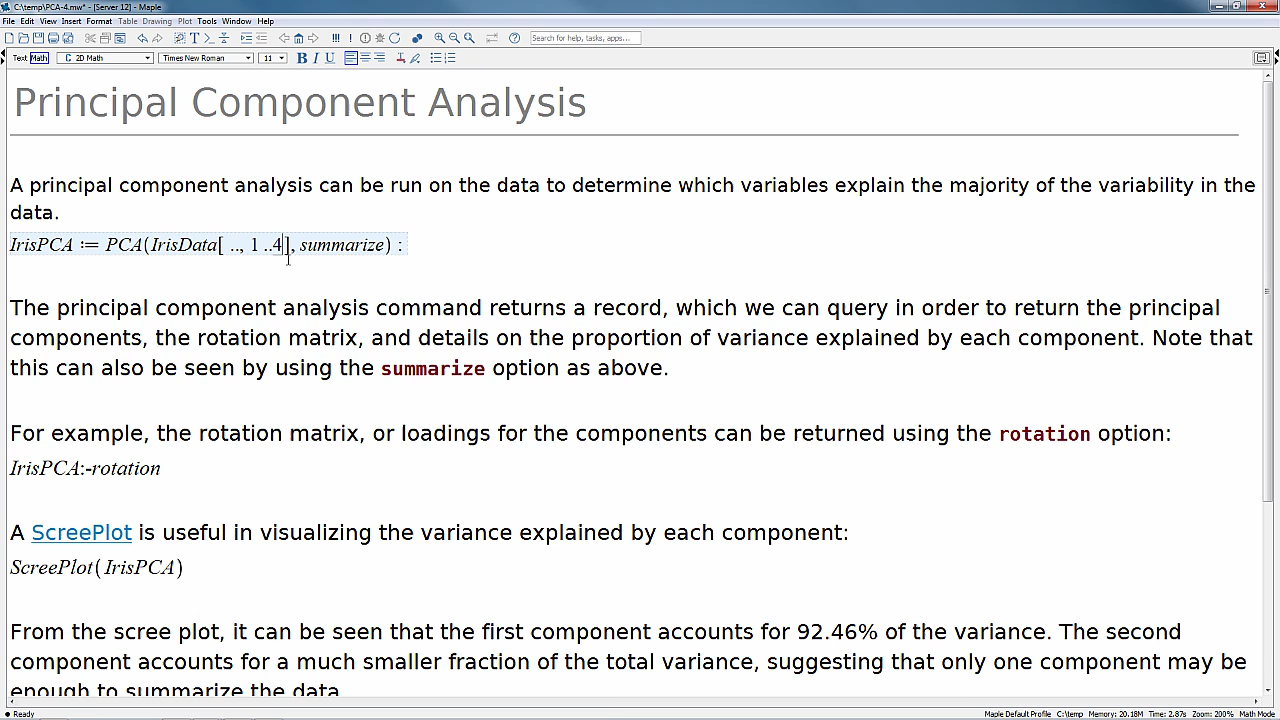 C:\temp\PCA-4.mw* - [Server 12] - Maple
File Edit View Insert Format Table Drawing Plot Tools Window Help
Search for help, tasks, apps...
Text Math 2D Math Times New Roman 11 B I U
Principal Component Analysis
A principal component analysis can be run on the data to determine which variables explain the majority of the variability in the
data.
IrisPCA := PCA(IrisData[ .., 1 ..4], summarize) :
The principal component analysis command returns a record, which we can query in order to return the principal
components, the rotation matrix, and details on the proportion of variance explained by each component. Note that
this can also be seen by using the summarize option as above.
For example, the rotation matrix, or loadings for the components can be returned using the rotation option:
IrisPCA:-rotation
A ScreePlot is useful in visualizing the variance explained by each component:
ScreePlot( IrisPCA)
From the scree plot, it can be seen that the first component accounts for 92.46% of the variance. The second
component accounts for a much smaller fraction of the total variance, suggesting that only one component may be
enough to summarize the data
Ready Maple Default Profile C:\temp Memory: 20.18M Time: 2.87s Zoom: 200% Math Mode